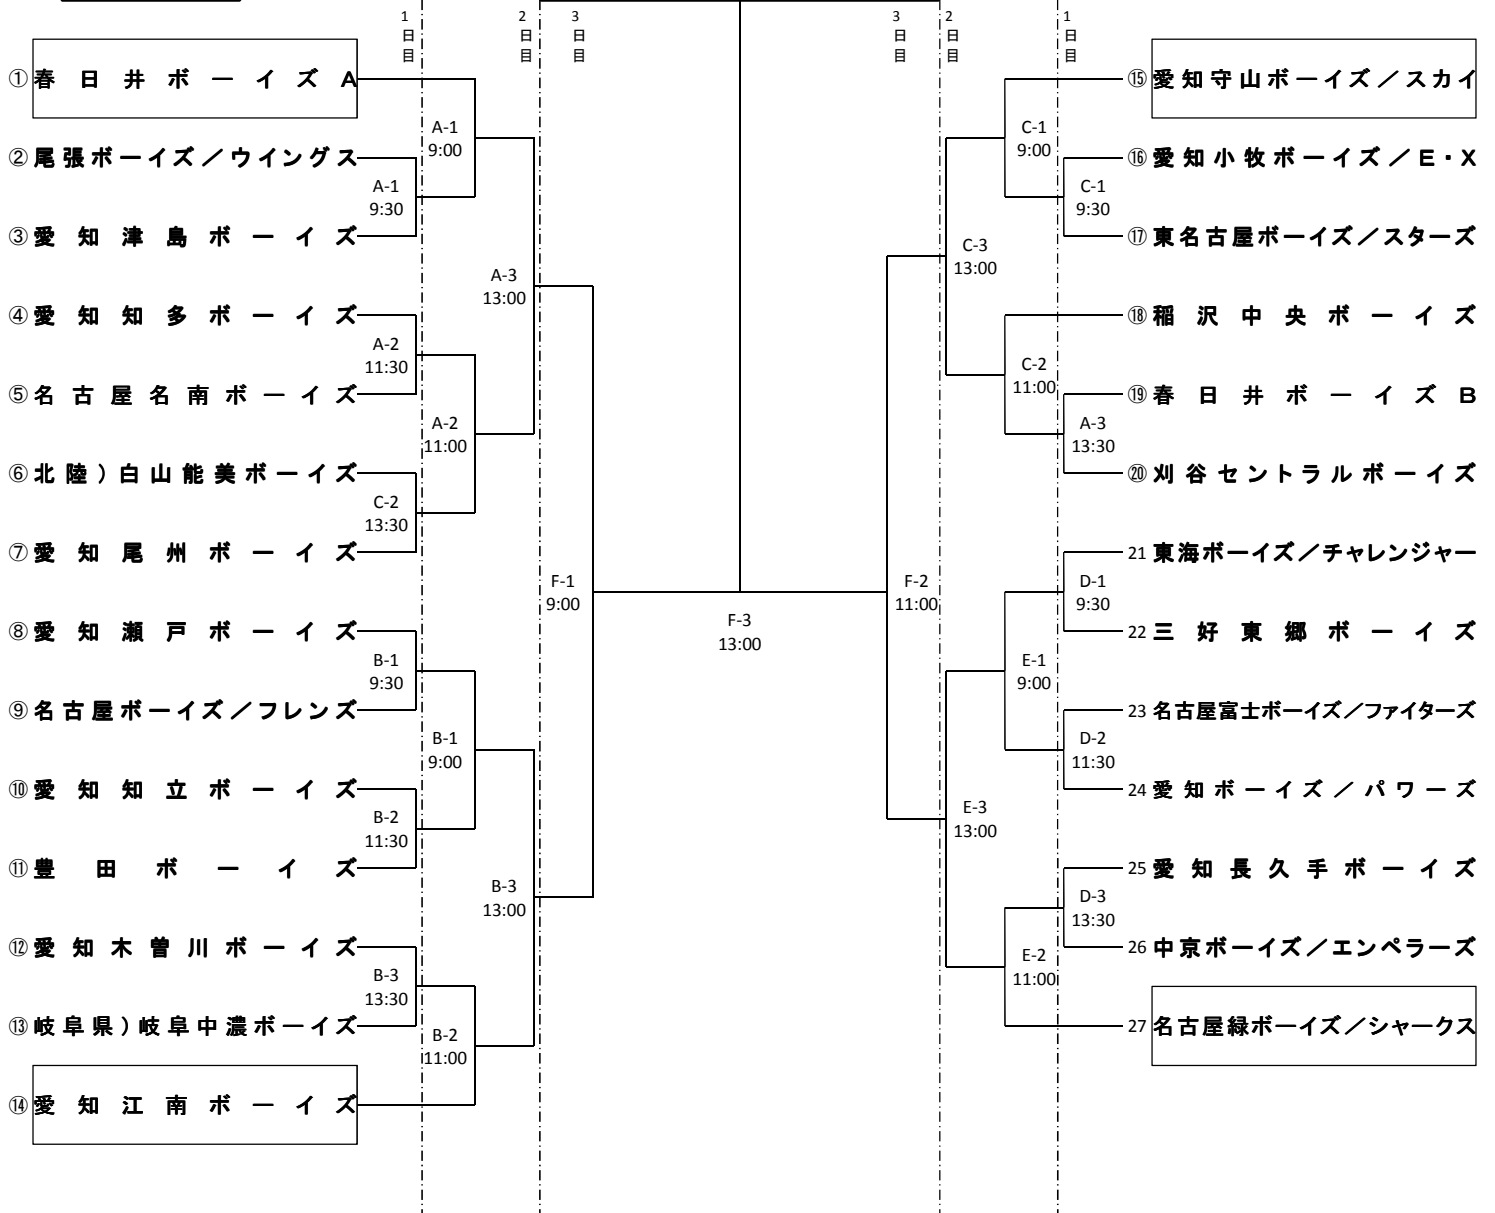 1日目
2日目
3日目
3日目
2日目
1日目
①春日井ボーイズA
②尾張ボーイズ／ウイングス
③愛知津島ボーイズ
④愛知知多ボーイズ
⑤名古屋名南ボーイズ
⑥北陸）白山能美ボーイズ
⑦愛知尾州ボーイズ
⑧愛知瀬戸ボーイズ
⑨名古屋ボーイズ／フレンズ
⑩愛知知立ボーイズ
⑪豊田ボーイズ
⑫愛知木曽川ボーイズ
⑬岐阜県）岐阜中濃ボーイズ
⑭愛知江南ボーイズ
A-1
9:30
A-2
11:30
C-2
13:30
B-1
9:30
B-2
11:30
B-3
13:30
A-1
9:00
A-2
11:00
B-1
9:00
B-2
11:00
A-3
13:00
B-3
13:00
F-1
9:00
F-3
13:00
F-2
11:00
C-3
13:00
E-3
13:00
C-1
9:00
C-2
11:00
E-1
9:00
E-2
11:00
C-1
9:30
A-3
13:30
D-1
9:30
D-2
11:30
D-3
13:30
⑮愛知守山ボーイズ／スカイ
⑯愛知小牧ボーイズ／E・X
⑰東名古屋ボーイズ／スターズ
⑱稲沢中央ボーイズ
⑲春日井ボーイズB
⑳刈谷セントラルボーイズ
21東海ボーイズ／チャレンジャー
22三好東郷ボーイズ
23名古屋富士ボーイズ／ファイターズ
24愛知ボーイズ／パワーズ
25愛知長久手ボーイズ
26中京ボーイズ／エンペラーズ
27名古屋緑ボーイズ／シャークス